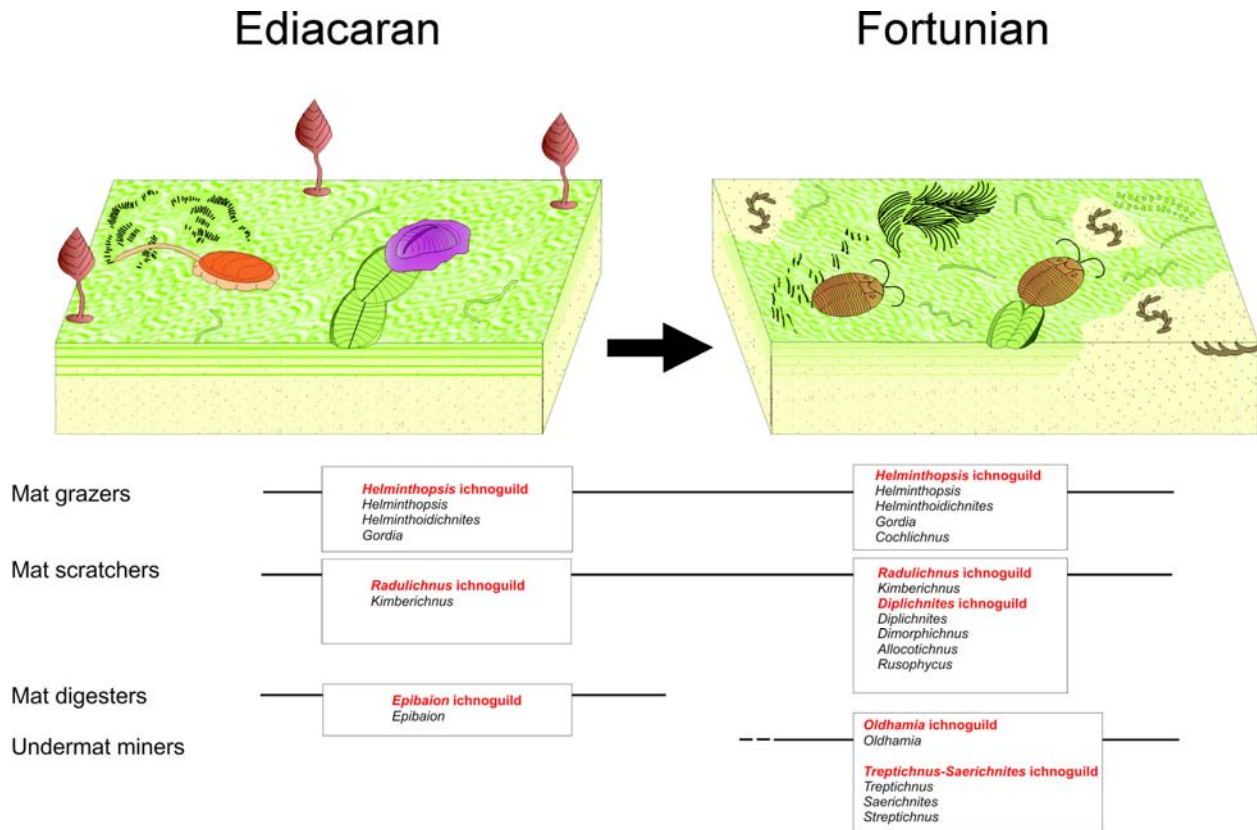 Ediacaran
Fortunian
Mat grazers
Helminthopsis ichnoguild
Helminthopsis
Helminthoidichnites
Gordia
Helminthopsis ichnoguild
Helminthopsis
Helminthoidichnites
Gordia
Cochlichnus
Mat scratchers
Radulichnus ichnoguild
Kimberichnus
Radulichnus ichnoguild
Kimberichnus
Diplichnites ichnoguild
Diplichnites
Dimorphichnus
Allocotichnus
Rusophycus
Mat digesters
Epibaion ichnoguild
Epibaion
Undermat miners
Oldhamia ichnoguild
Oldhamia
Treptichnus-Saerichnites ichnoguild
Treptichnus
Saerichnites
Streptichnus